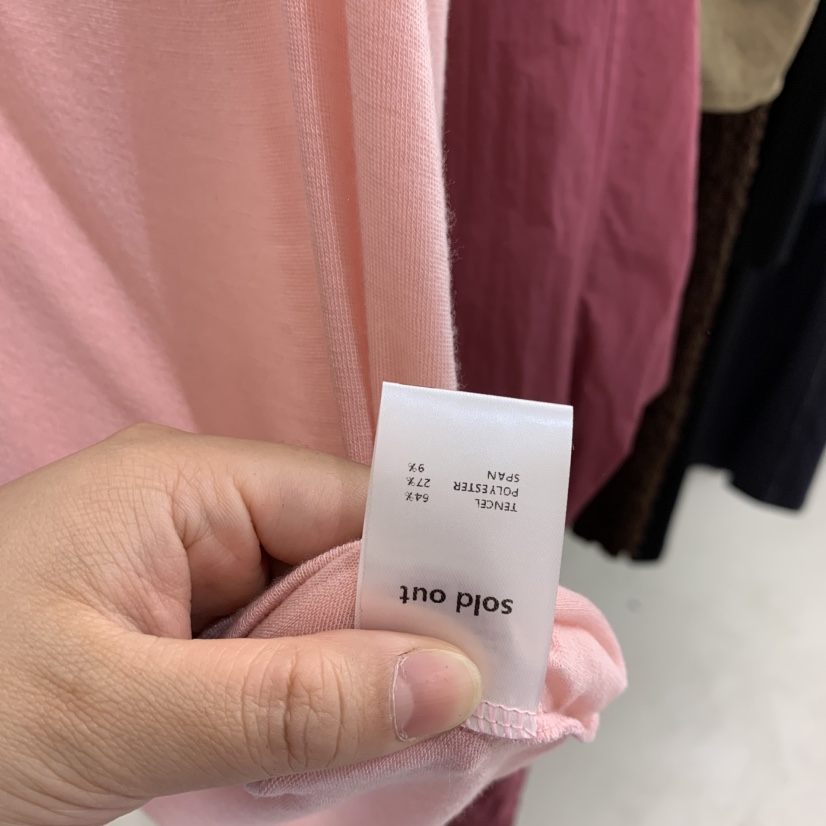 sold out
TENCEL 64%
POLYESTER 27%
SPAN 9%